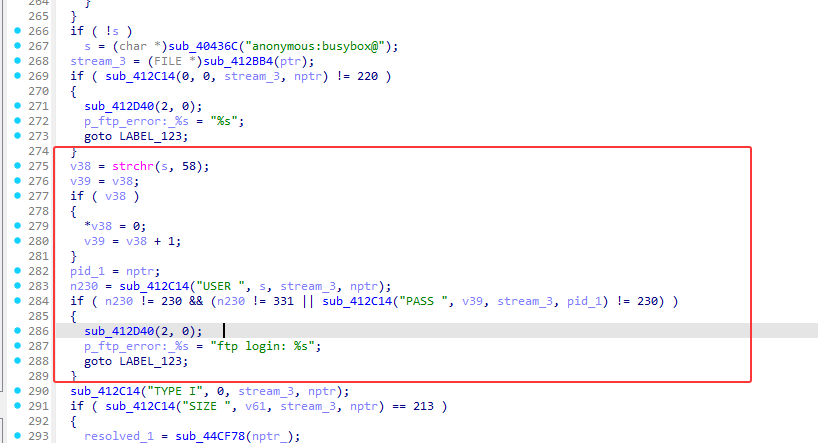 264 }
265 }
266 if ( !s )
267 s = (char *)sub_40436C("anonymous:busybox@");
268 stream_3 = (FILE *)sub_412BB4(ptr);
269 if ( sub_412C14(0, 0, stream_3, nptr) != 220 )
270 {
271 sub_412D40(2, 0);
272 p_ftp_error:_%s = "%s";
273 goto LABEL_123;
274 }
275 v38 = strchr(s, 58);
276 v39 = v38;
277 if ( v38 )
278 {
279 *v38 = 0;
280 v39 = v38 + 1;
281 }
282 pid_1 = nptr;
283 n230 = sub_412C14("USER ", s, stream_3, nptr);
284 if ( n230 != 230 && (n230 != 331 || sub_412C14("PASS ", v39, stream_3, pid_1) != 230) )
285 {
286 sub_412D40(2, 0);
287 p_ftp_error:_%s = "ftp login: %s";
288 goto LABEL_123;
289 }
290 sub_412C14("TYPE I", 0, stream_3, nptr);
291 if ( sub_412C14("SIZE ", v61, stream_3, nptr) == 213 )
292 {
293 resolved_1 = sub_44CF78(nptr_);